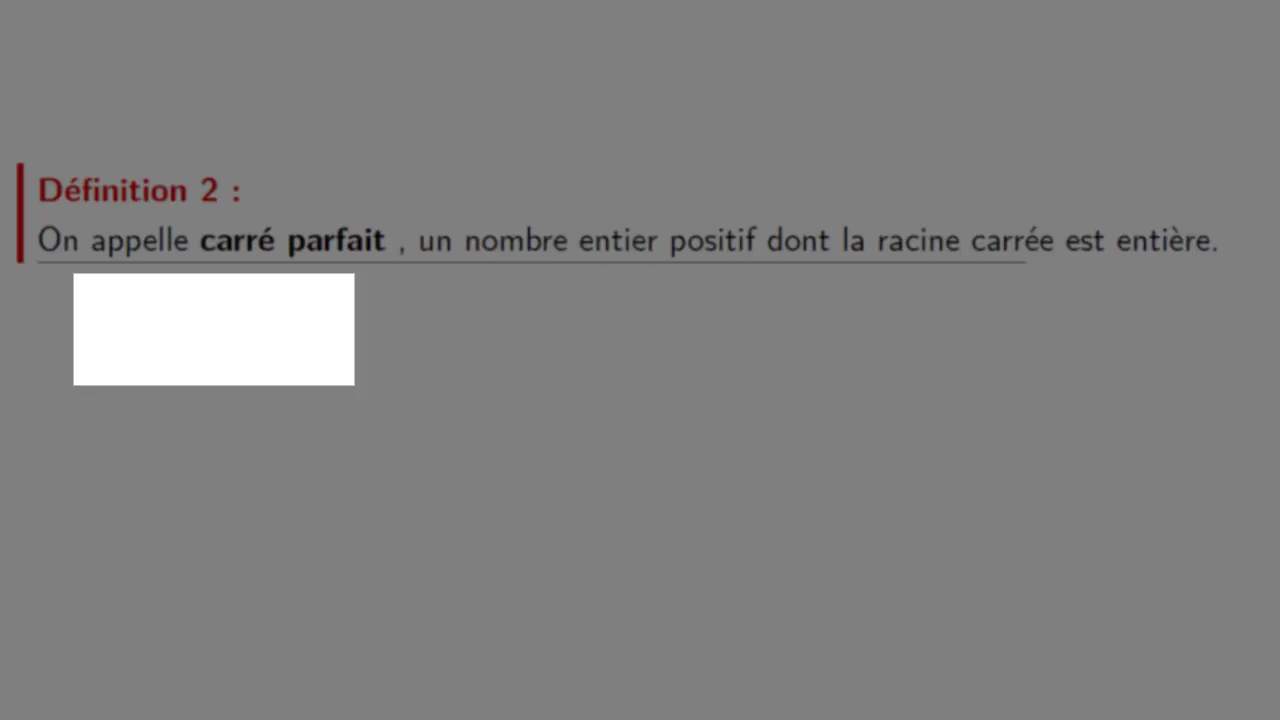 Définition 2 :
On appelle carré parfait , un nombre entier positif dont la racine carrée est entière.